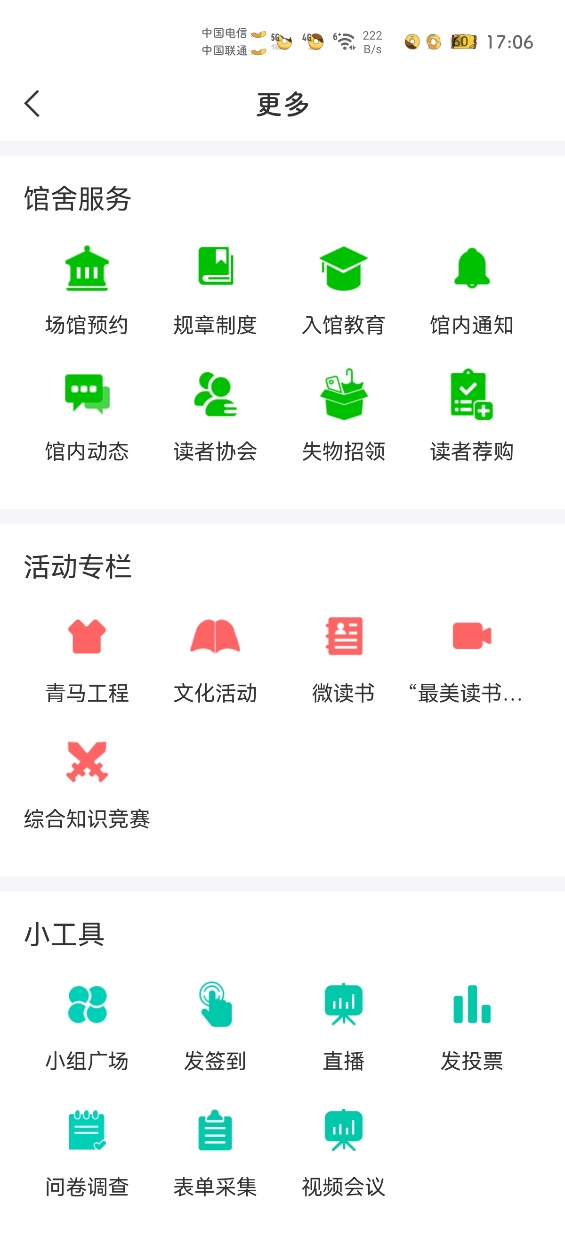 中国电信 5G 4G 6+ 222 60 17:06
中国联通 B/s
更多
馆舍服务
场馆预约 规章制度 入馆教育 馆内通知
馆内动态 读者协会 失物招领 读者荐购
活动专栏
青马工程 文化活动 微读书 “最美读书...
综合知识竞赛
小工具
小组广场 发签到 直播 发投票
问卷调查 表单采集 视频会议